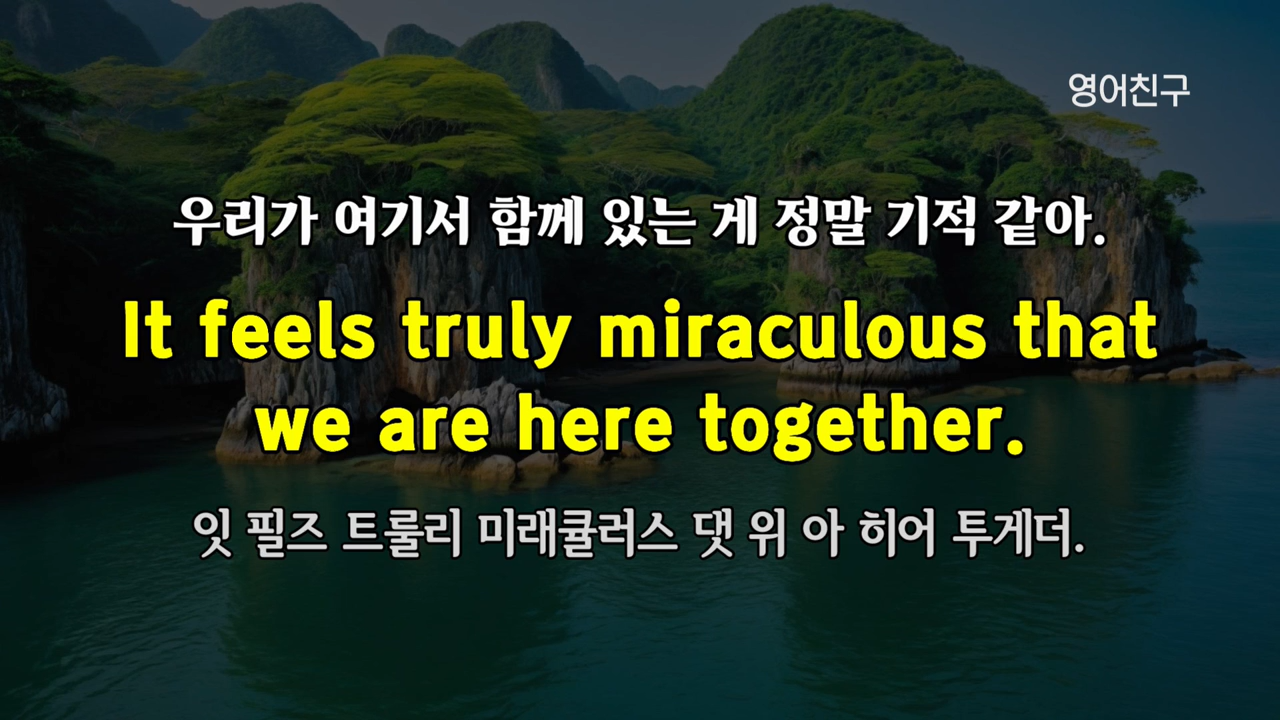 영어친구
우리가 여기서 함께 있는 게 정말 기적 같아.
It feels truly miraculous that
we are here together.
잇 필즈 트룰리 미래큘러스 댓 위 아 히어 투게더.